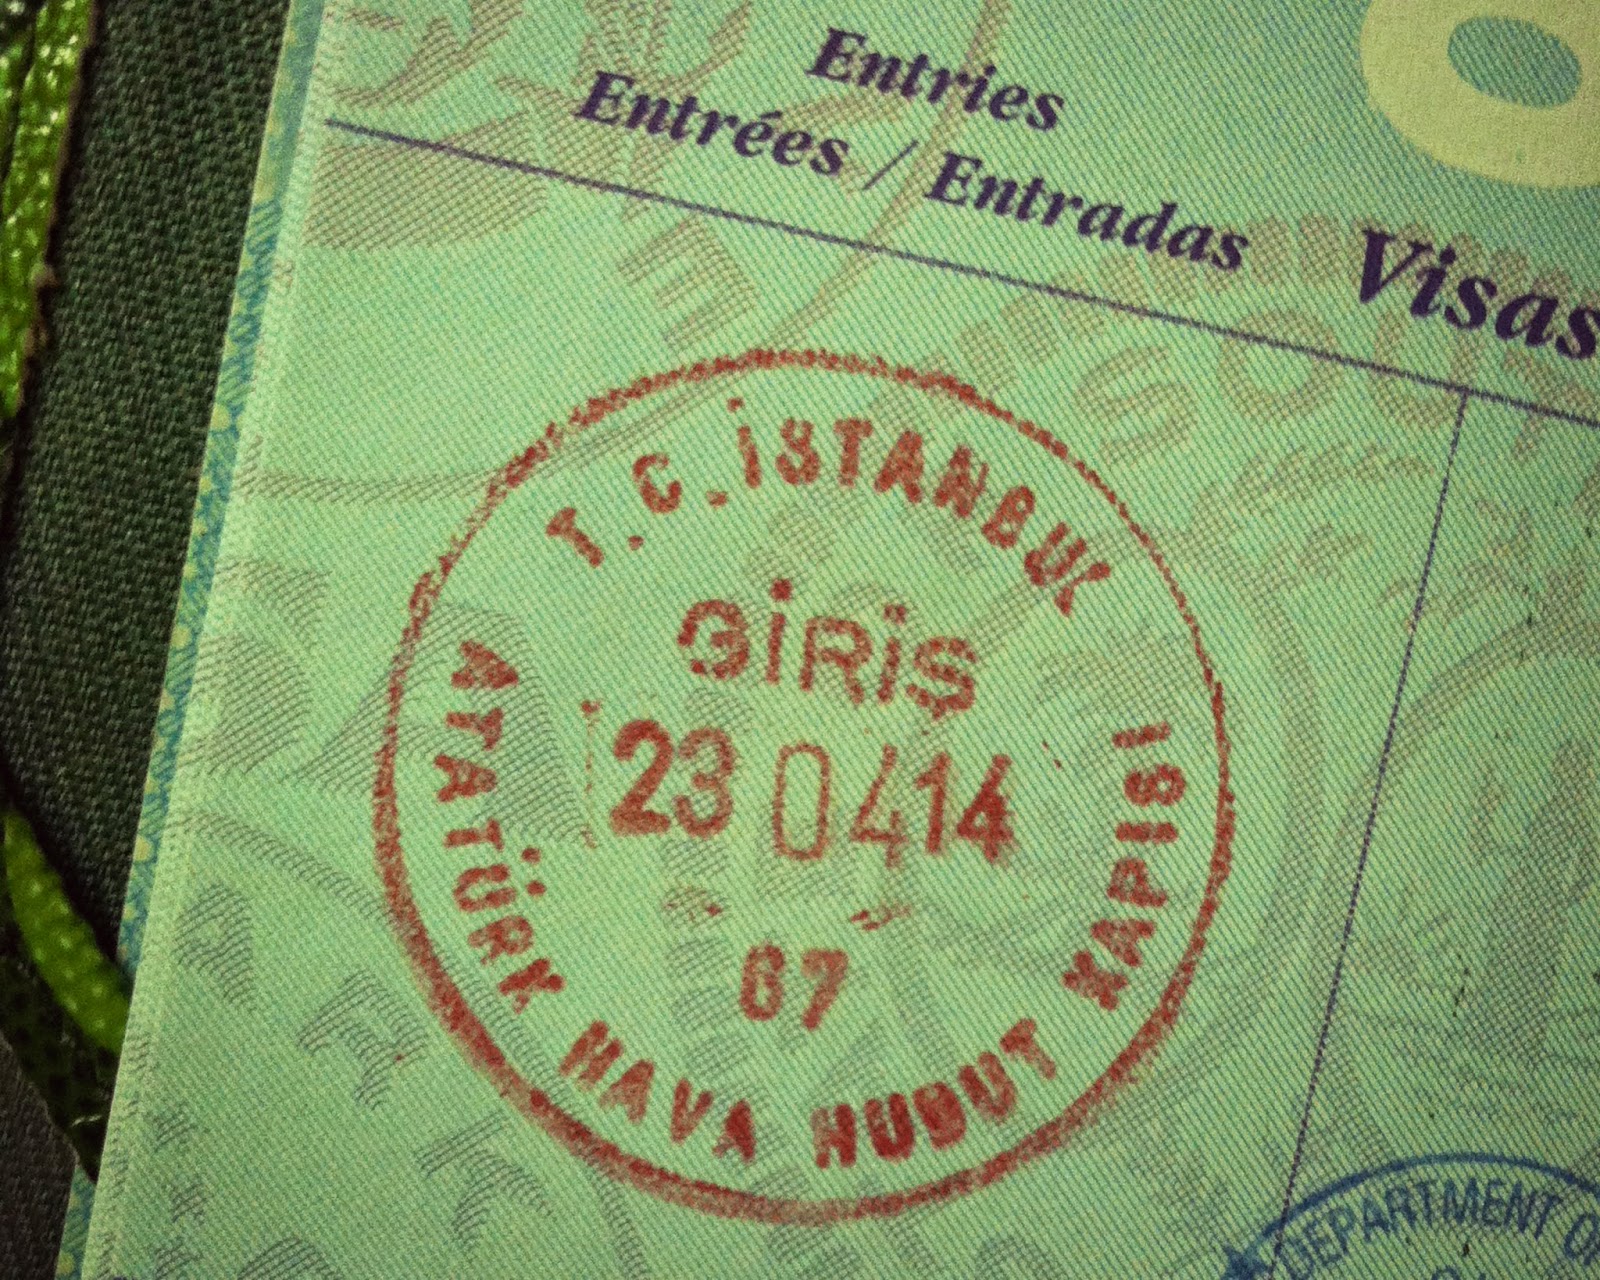 Entries
Entrées / Entradas
Visas
T.C. İSTANBUL
GİRİŞ
23 04 14
67
ATATÜRK HAVA HUDUT KAPISI
DEPARTMENT